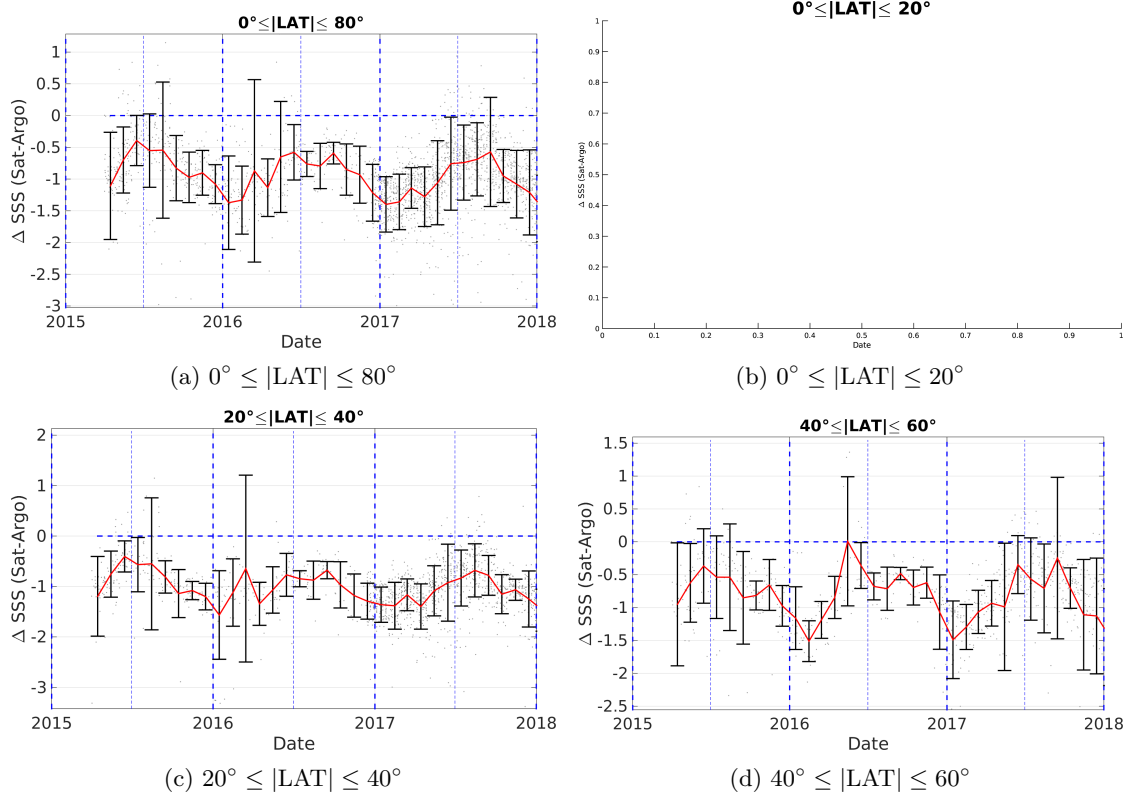 0°≤|LAT|≤ 80°
Δ SSS (Sat-Argo)
1
0.5
0
-0.5
-1
-1.5
-2
-2.5
-3
2015 2016 2017 2018
Date
(a) 0° ≤ |LAT| ≤ 80°
0°≤|LAT|≤ 20°
Δ SSS (Sat-Argo)
1
0.9
0.8
0.7
0.6
0.5
0.4
0.3
0.2
0.1
0
0 0.1 0.2 0.3 0.4 0.5 0.6 0.7 0.8 0.9 1
Date
(b) 0° ≤ |LAT| ≤ 20°
20°≤|LAT|≤ 40°
Δ SSS (Sat-Argo)
2
1
0
-1
-2
-3
2015 2016 2017 2018
Date
(c) 20° ≤ |LAT| ≤ 40°
40°≤|LAT|≤ 60°
Δ SSS (Sat-Argo)
1.5
1
0.5
0
-0.5
-1
-1.5
-2
-2.5
2015 2016 2017 2018
Date
(d) 40° ≤ |LAT| ≤ 60°